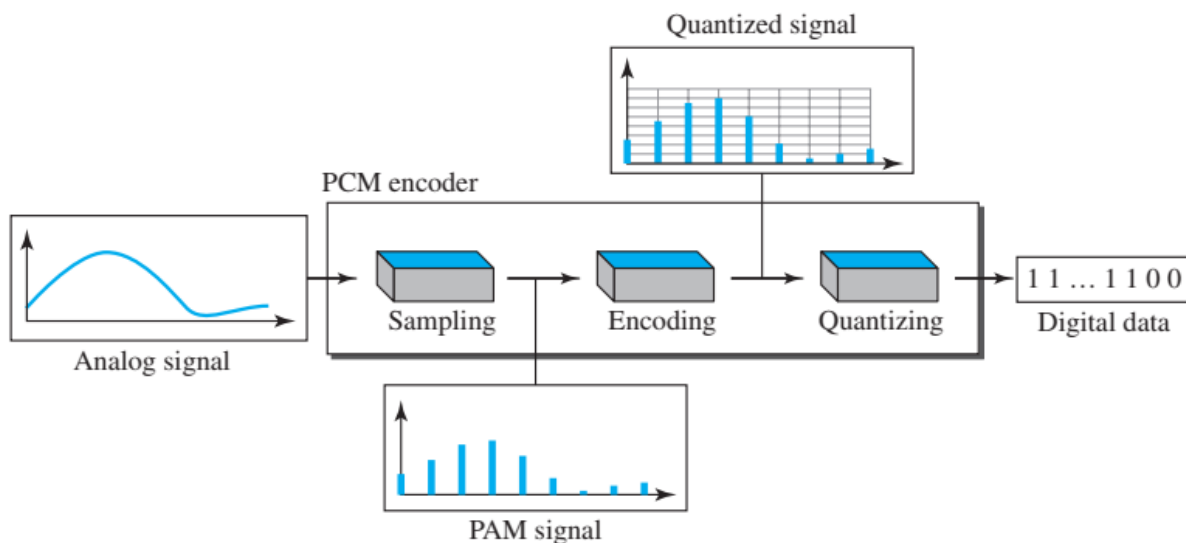 Quantized signal
PCM encoder
Sampling
Encoding
Quantizing
1 1 ... 1 1 0 0
Digital data
Analog signal
PAM signal